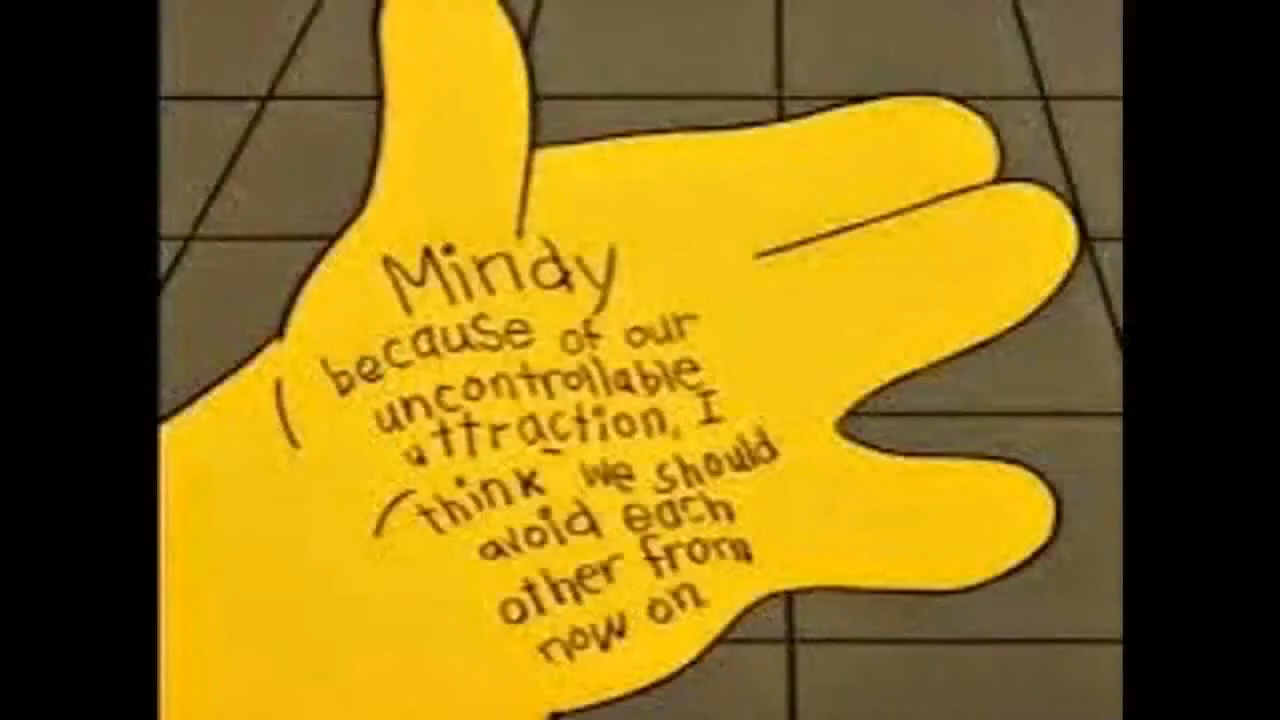 Mindy
because of our
uncontrollable
attraction, I
think we should
avoid each
other from
now on